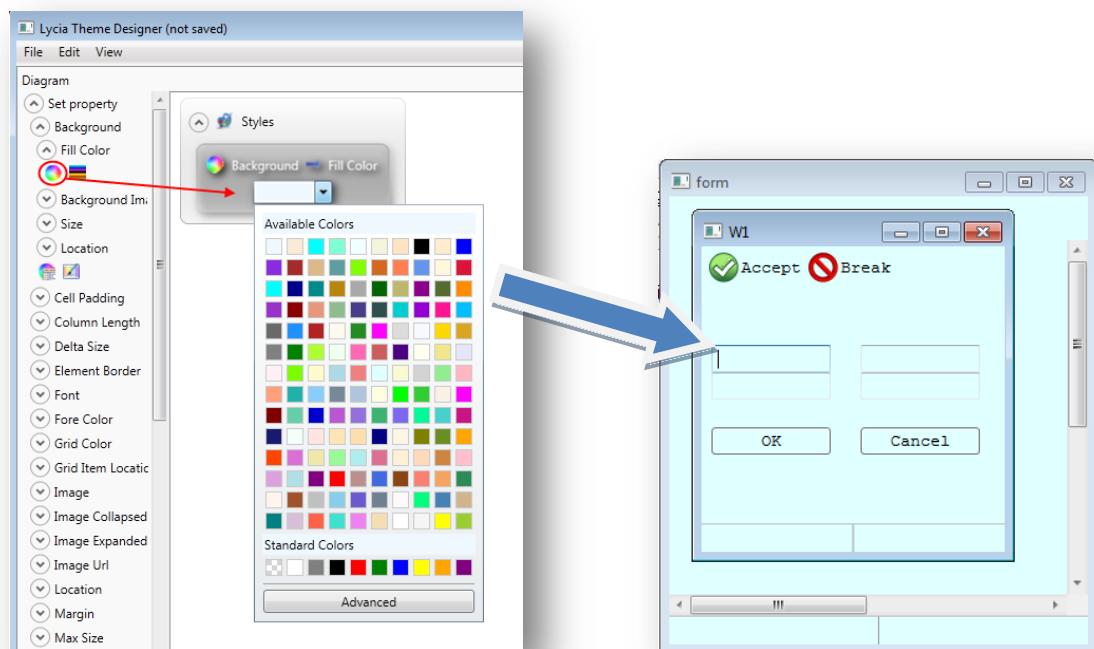 Lycia Theme Designer (not saved)
File Edit View
Diagram
Set property
Background
Fill Color
Background Ima
Size
Location
Cell Padding
Column Length
Delta Size
Element Border
Font
Fore Color
Grid Color
Grid Item Locatic
Image
Image Collapsed
Image Expanded
Image Url
Location
Margin
Max Size
Styles
Background Fill Color
Available Colors
Standard Colors
Advanced
form
W1
Accept Break
OK Cancel